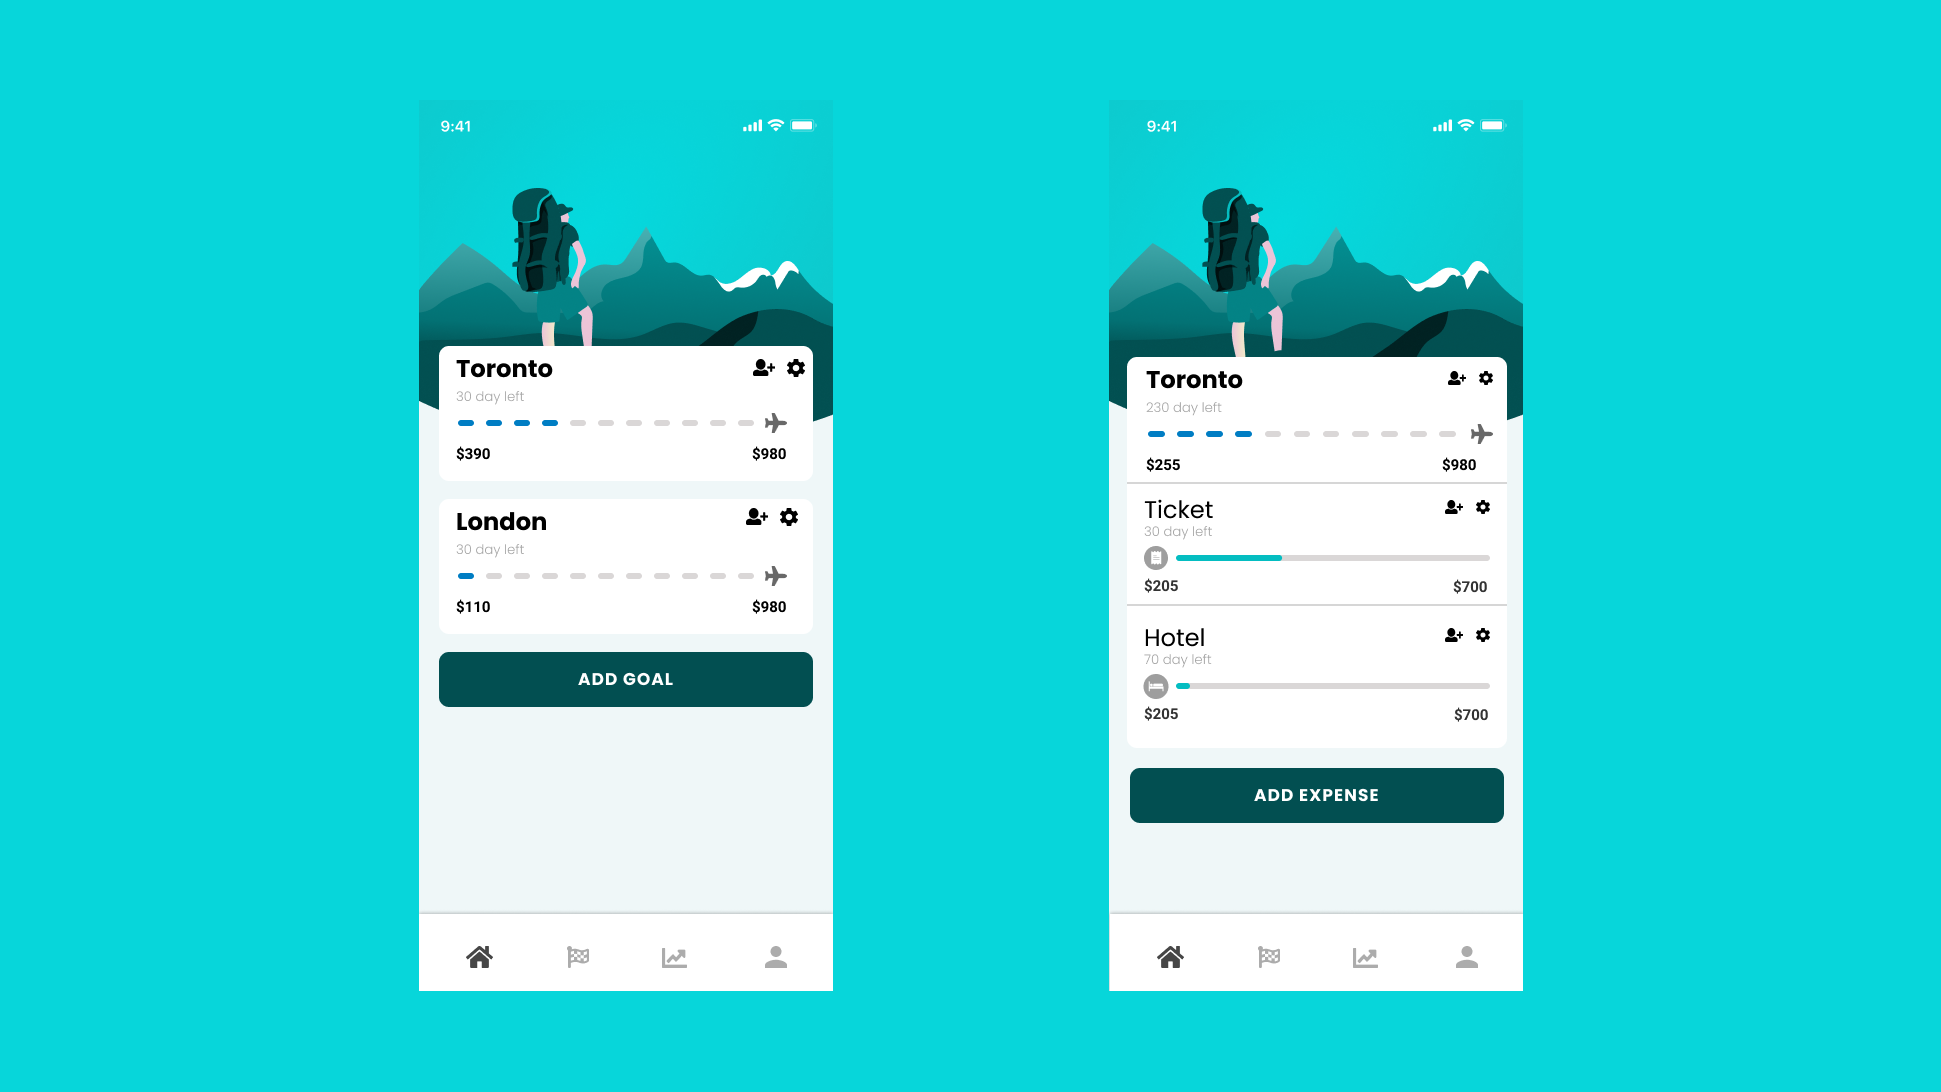 9:41
Toronto
30 day left
$390 $980
London
30 day left
$110 $980
ADD GOAL
9:41
Toronto
230 day left
$255 $980
Ticket
30 day left
$205 $700
Hotel
70 day left
$205 $700
ADD EXPENSE